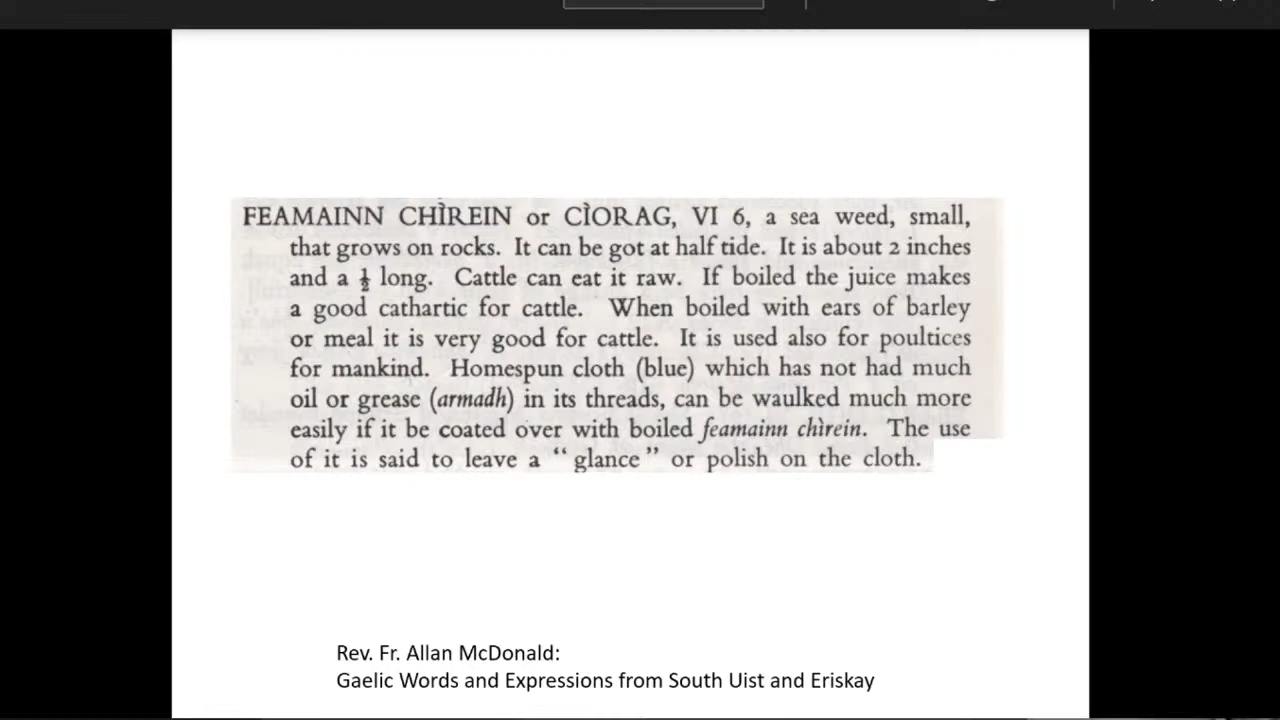 FEAMAINN CHÌREIN or CÌORAG, VI 6, a sea weed, small,
that grows on rocks. It can be got at half tide. It is about 2 inches
and a ½ long. Cattle can eat it raw. If boiled the juice makes
a good cathartic for cattle. When boiled with ears of barley
or meal it is very good for cattle. It is used also for poultices
for mankind. Homespun cloth (blue) which has not had much
oil or grease (armadh) in its threads, can be waulked much more
easily if it be coated over with boiled feamainn chìrein. The use
of it is said to leave a “ glance ” or polish on the cloth.
Rev. Fr. Allan McDonald:
Gaelic Words and Expressions from South Uist and Eriskay